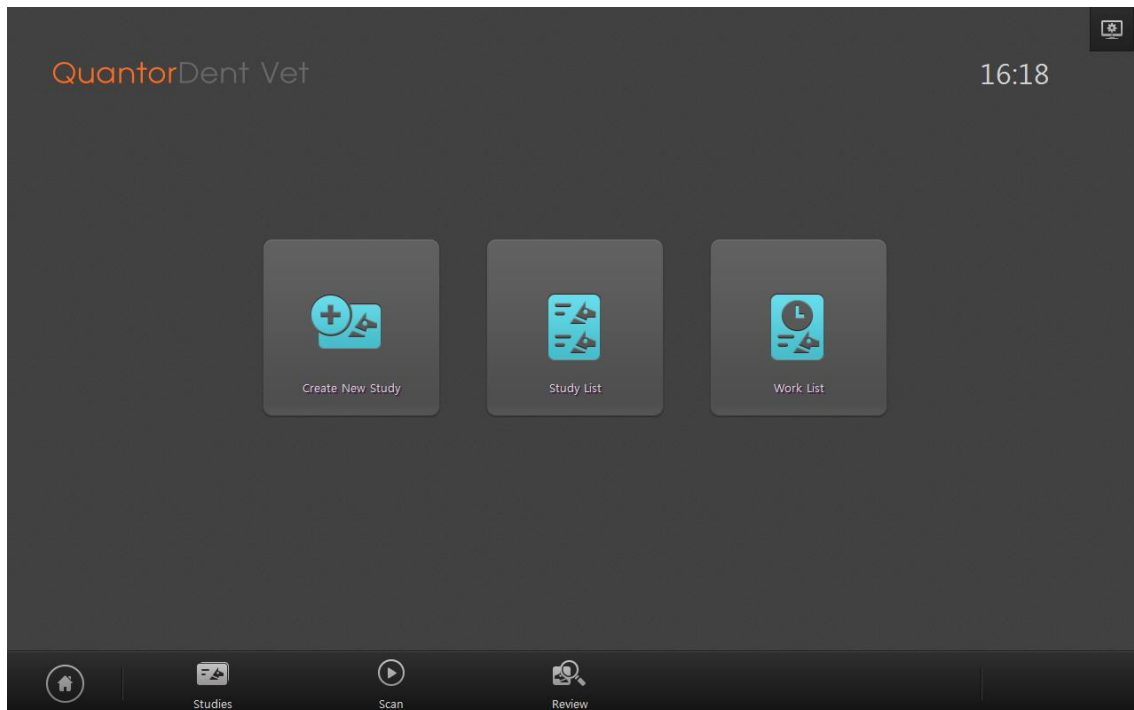 QuantorDent Vet
16:18
Create New Study
Study List
Work List
Studies
Scan
Review